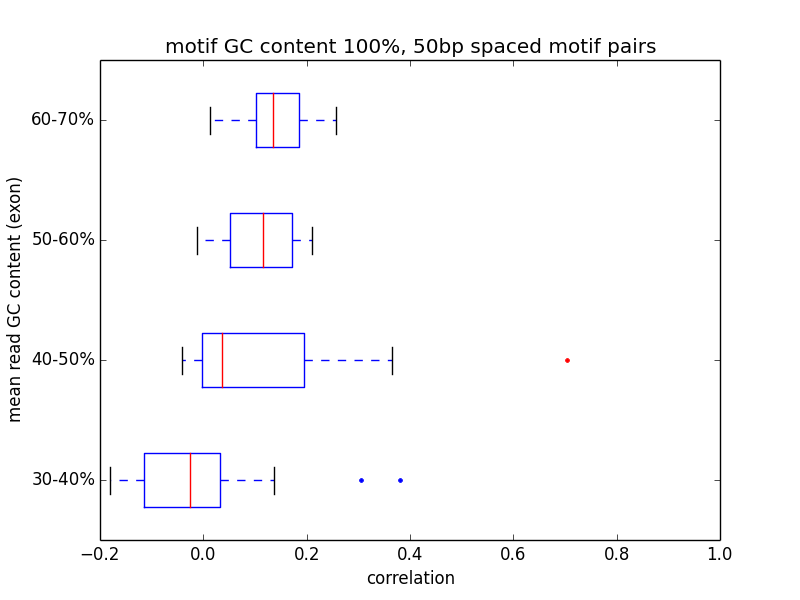 motif GC content 100%, 50bp spaced motif pairs
mean read GC content (exon)
60-70%
50-60%
40-50%
30-40%
−0.2 0.0 0.2 0.4 0.6 0.8 1.0
correlation